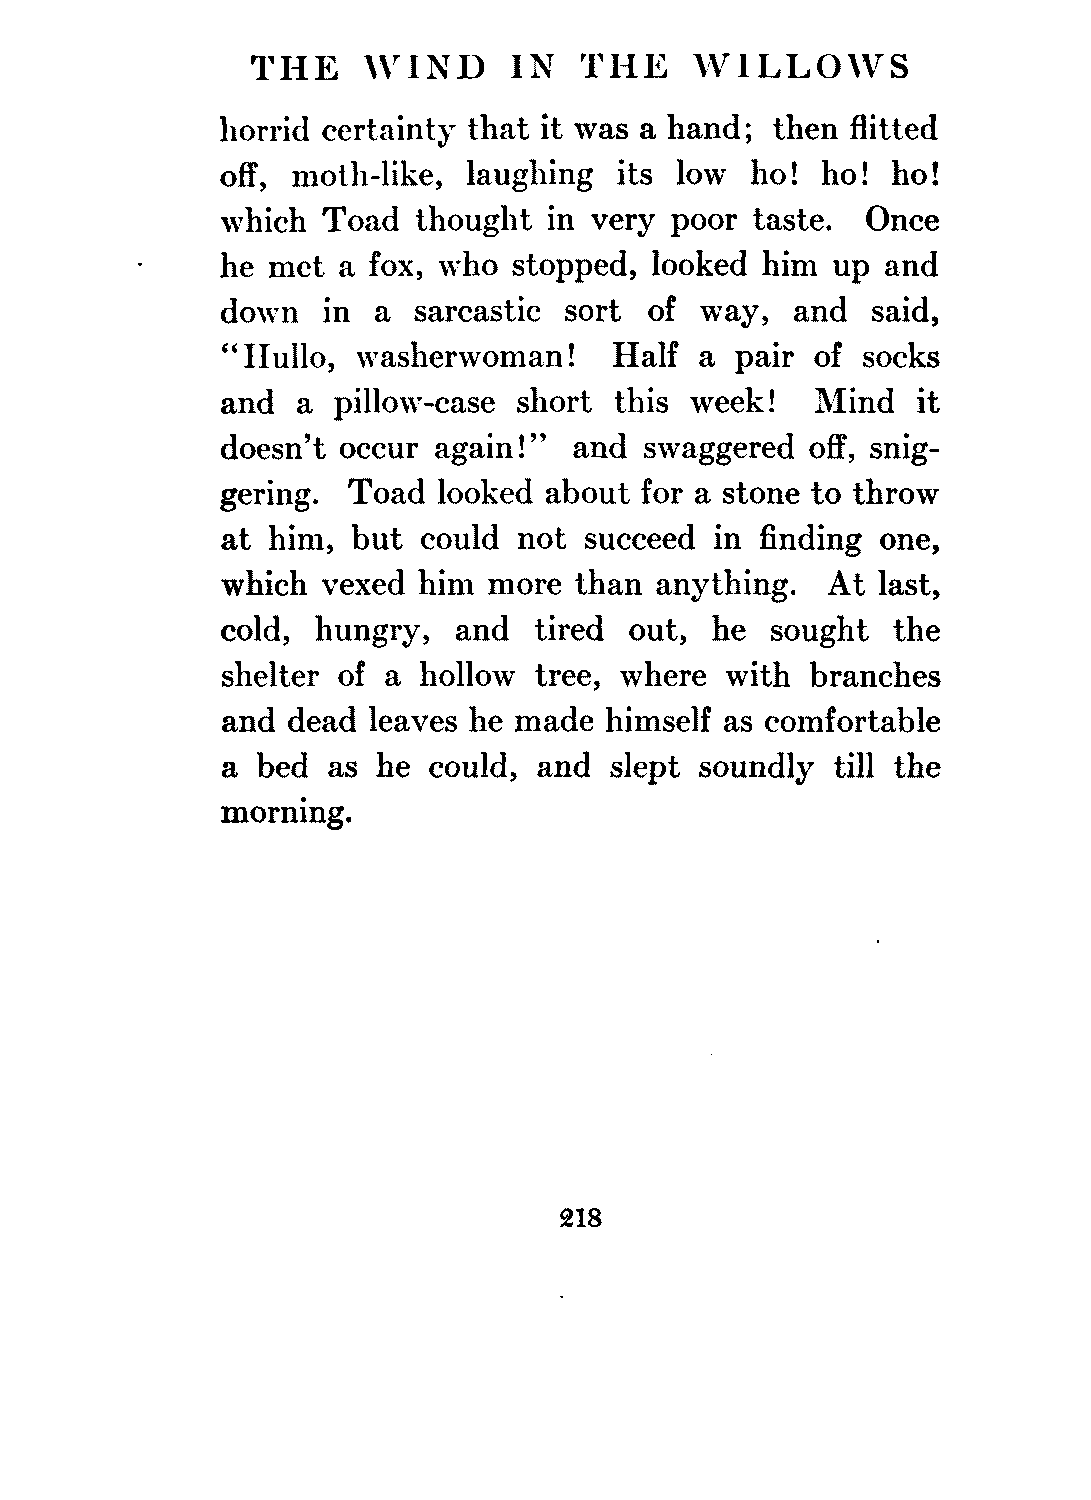 THE WIND IN THE WILLOWS
horrid certainty that it was a hand; then flitted
off, moth-like, laughing its low ho! ho! ho!
which Toad thought in very poor taste. Once
he met a fox, who stopped, looked him up and
down in a sarcastic sort of way, and said,
“Hullo, washerwoman! Half a pair of socks
and a pillow-case short this week! Mind it
doesn’t occur again!” and swaggered off, snig-
gering. Toad looked about for a stone to throw
at him, but could not succeed in finding one,
which vexed him more than anything. At last,
cold, hungry, and tired out, he sought the
shelter of a hollow tree, where with branches
and dead leaves he made himself as comfortable
a bed as he could, and slept soundly till the
morning.
218